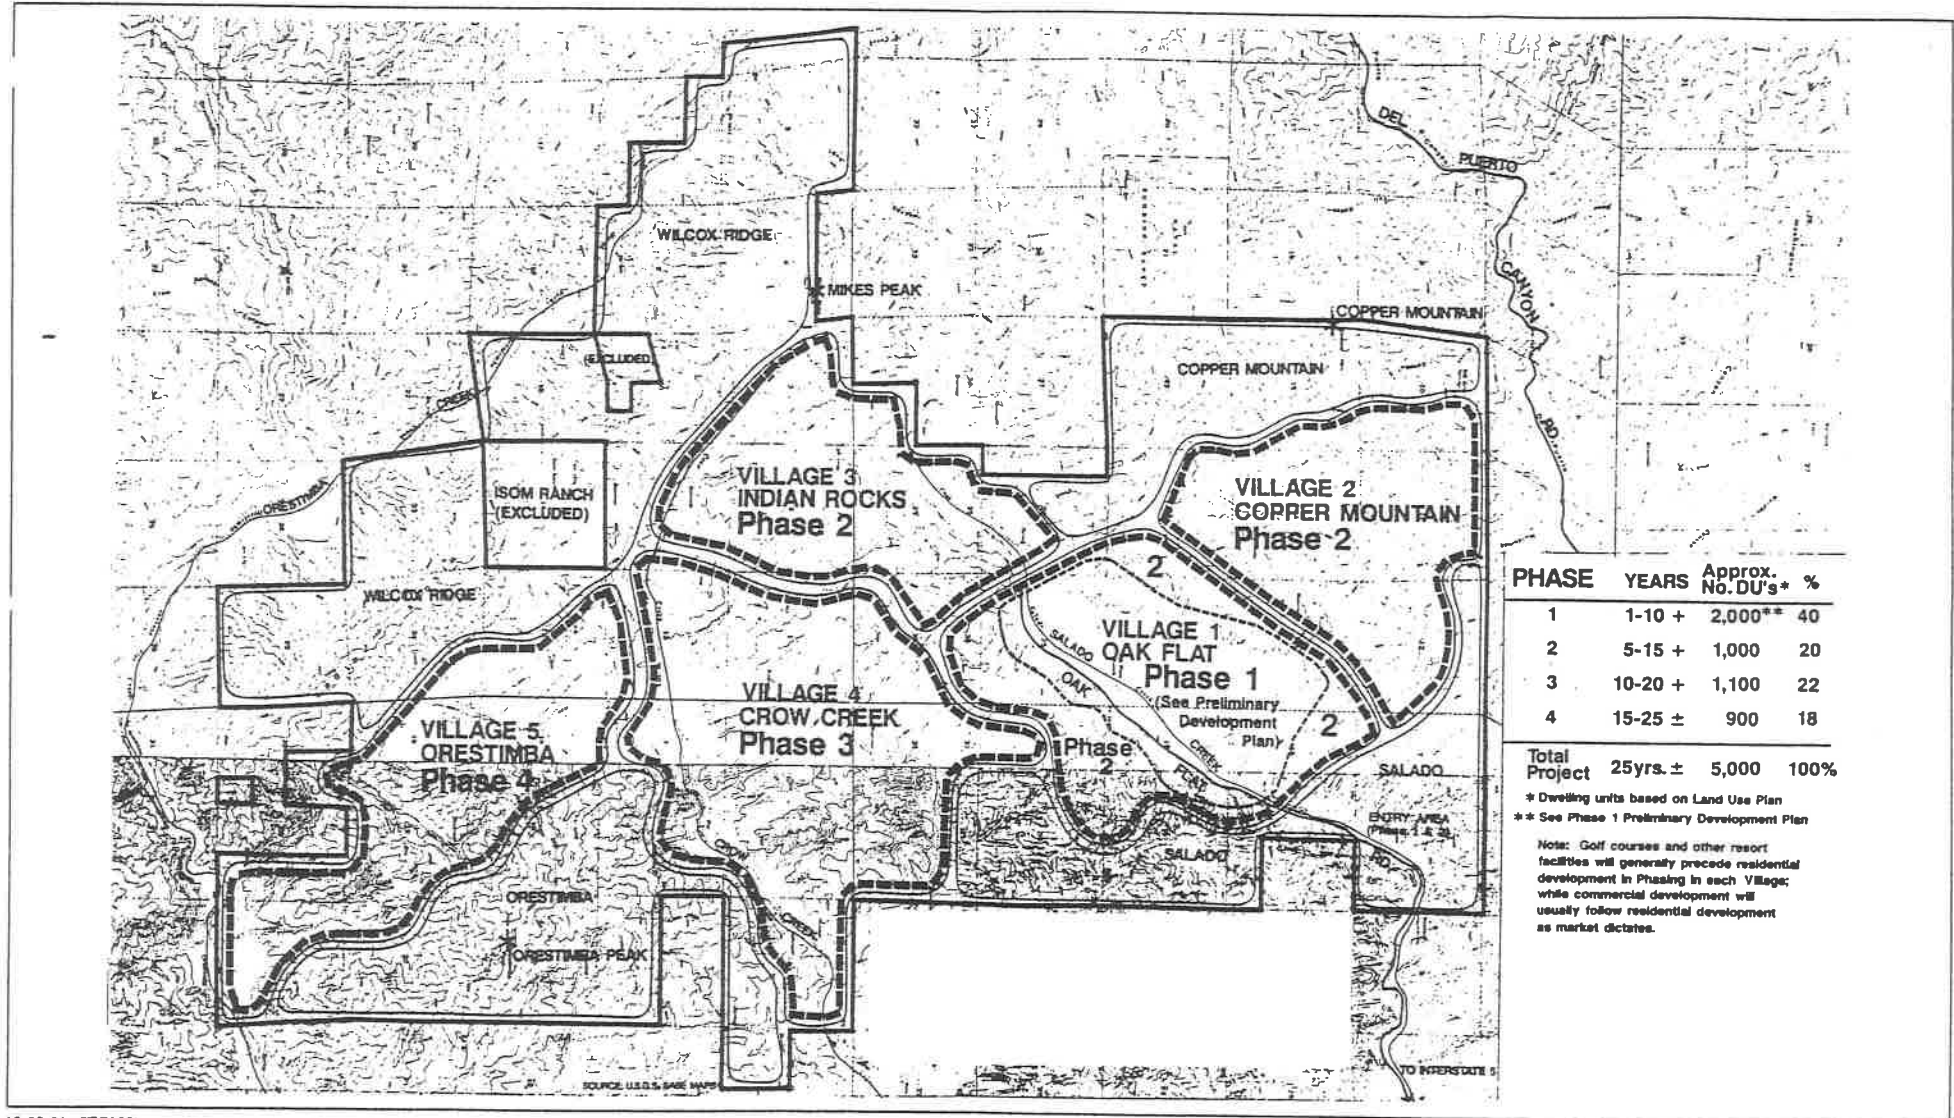 DEL
PUERTO
CANYON
RD.
WILCOX RIDGE
MIKES PEAK
COPPER MOUNTAIN
COPPER MOUNTAIN
(EXCLUDED)
CREEK
ORESTIMBA
ISOM RANCH
(EXCLUDED)
WILCOX RIDGE
VILLAGE 3
INDIAN ROCKS
Phase 2
VILLAGE 2
COPPER MOUNTAIN
Phase 2
2
VILLAGE 1
OAK FLAT
Phase 1
(See Preliminary
Development
Plan)
2
SALADO
CREEK
OAK
FLAT
RD.
Phase
2
VILLAGE 4
CROW CREEK
Phase 3
VILLAGE 5
ORESTIMBA
Phase 4
SALADO
ENTRY AREA
SALADO
CROW
CREEK
ORESTIMBA
ORESTIMBA PEAK
SOURCE: U.S.G.S. BASE MAPS
TO INTERSTATE 5
PHASE YEARS Approx. No. DU's* %
1 1-10 + 2,000** 40
2 5-15 + 1,000 20
3 10-20 + 1,100 22
4 15-25 ± 900 18
Total Project 25yrs. ± 5,000 100%
* Dwelling units based on Land Use Plan
** See Phase 1 Preliminary Development Plan
Note: Golf courses and other resort
facilities will generally precede residential
development in Phasing in each Village;
while commercial development will
usually follow residential development
as market dictates.